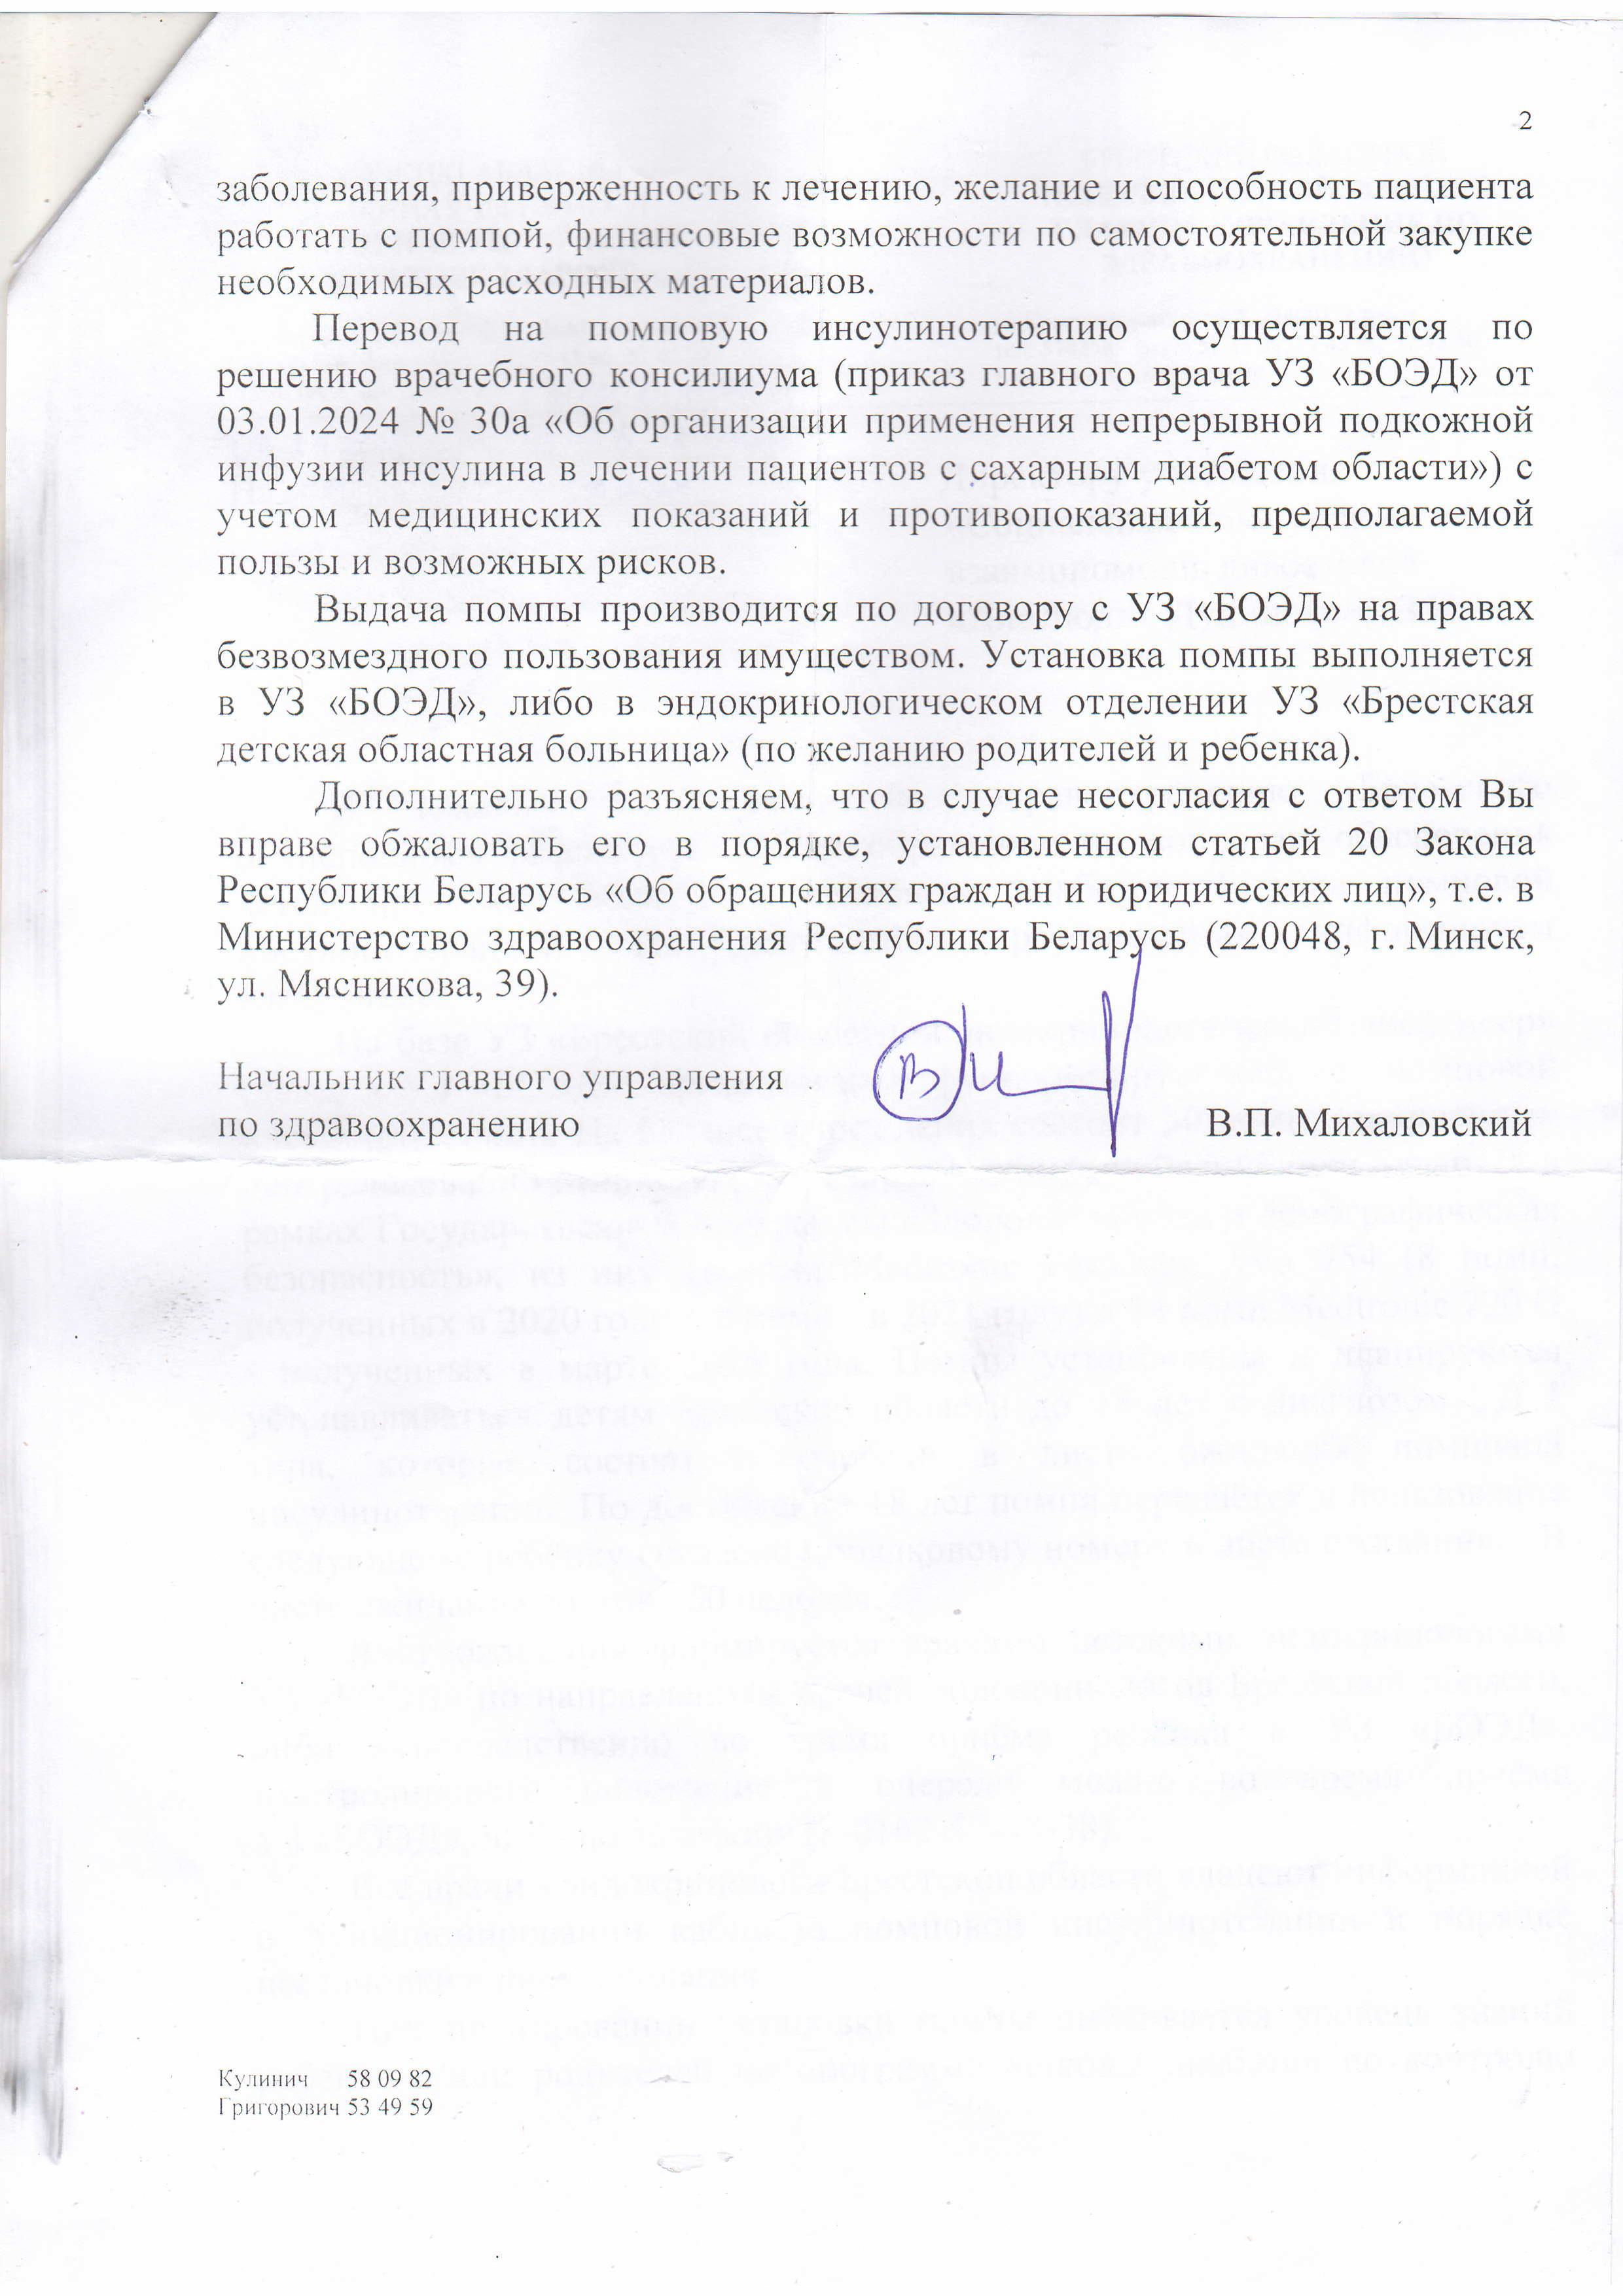 2
заболевания, приверженность к лечению, желание и способность пациента
работать с помпой, финансовые возможности по самостоятельной закупке
необходимых расходных материалов.
Перевод на помповую инсулинотерапию осуществляется по
решению врачебного консилиума (приказ главного врача УЗ «БОЭД» от
03.01.2024 № 30а «Об организации применения непрерывной подкожной
инфузии инсулина в лечении пациентов с сахарным диабетом области») с
учетом медицинских показаний и противопоказаний, предполагаемой
пользы и возможных рисков.
Выдача помпы производится по договору с УЗ «БОЭД» на правах
безвозмездного пользования имуществом. Установка помпы выполняется
в УЗ «БОЭД», либо в эндокринологическом отделении УЗ «Брестская
детская областная больница» (по желанию родителей и ребенка).
Дополнительно разъясняем, что в случае несогласия с ответом Вы
вправе обжаловать его в порядке, установленном статьей 20 Закона
Республики Беларусь «Об обращениях граждан и юридических лиц», т.е. в
Министерство здравоохранения Республики Беларусь (220048, г. Минск,
ул. Мясникова, 39).
Начальник главного управления
по здравоохранению В.П. Михаловский
Кулинич 58 09 82
Григорович 53 49 59